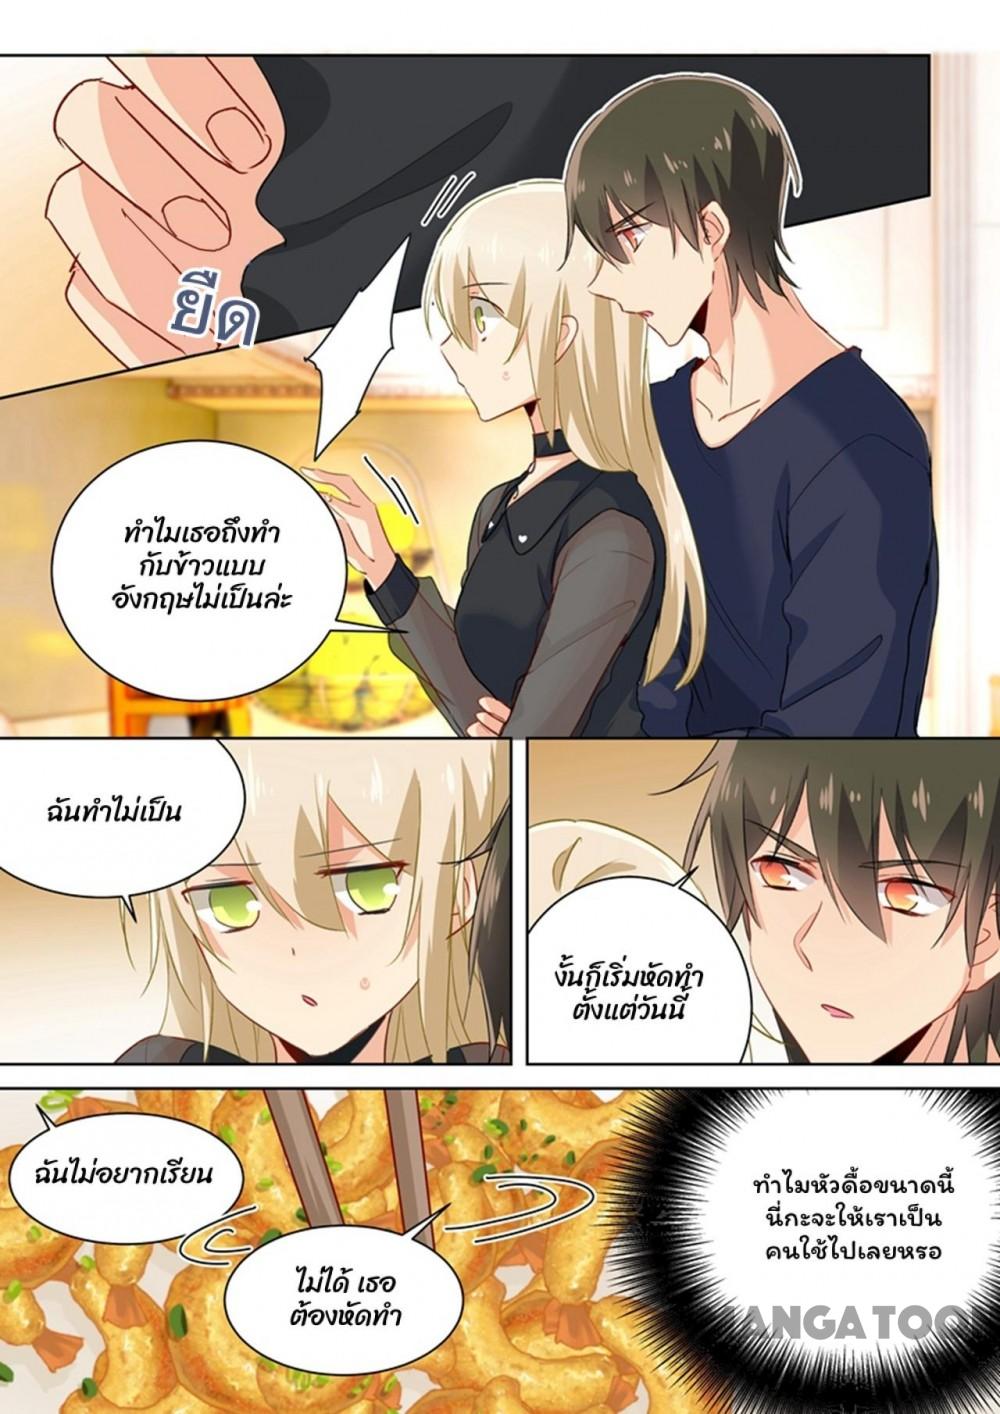 ยืด
ทำไมเธอถึงทำ
กับข้าวแบบ
อังกฤษไม่เป็นล่ะ
ฉันทำไม่เป็น
งั้นก็เริ่มหัดทำ
ตั้งแต่วันนี้
ฉันไม่อยากเรียน
ไม่ได้ เธอ
ต้องหัดทำ
ทำไมหัวดื้อขนาดนี้
นี่กะจะให้เราเป็น
คนใช้ไปเลยหรอ
MANGATOON